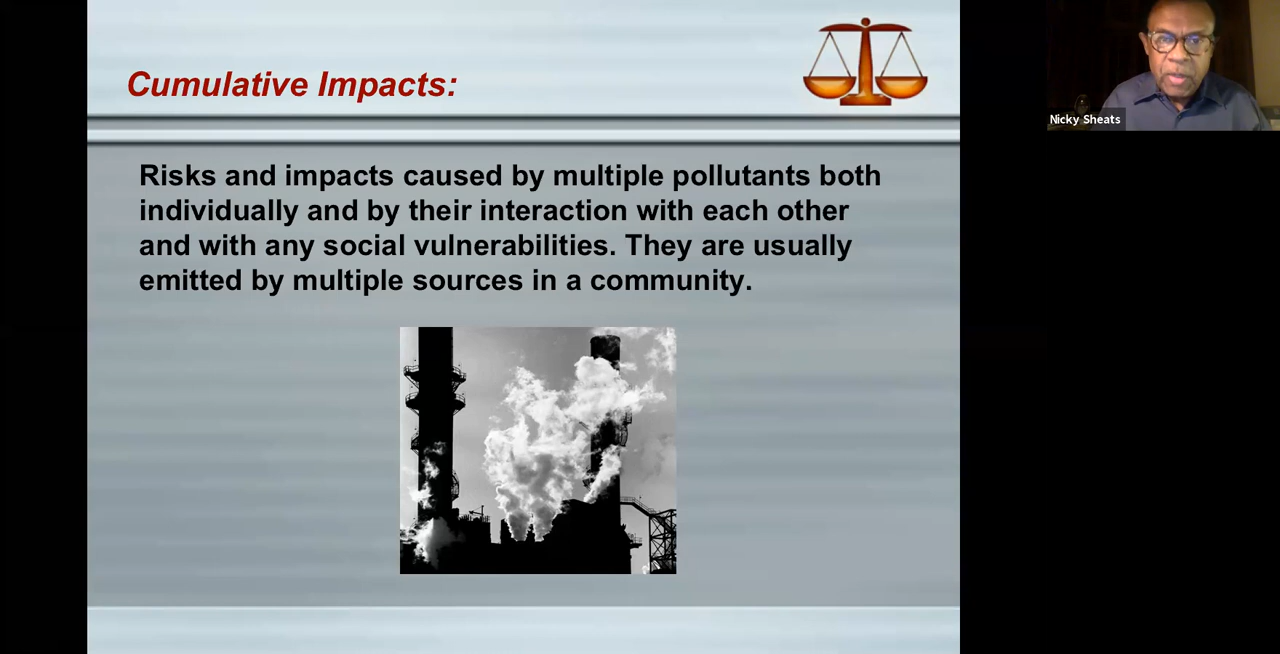 Cumulative Impacts:
Risks and impacts caused by multiple pollutants both
individually and by their interaction with each other
and with any social vulnerabilities. They are usually
emitted by multiple sources in a community.
Nicky Sheats